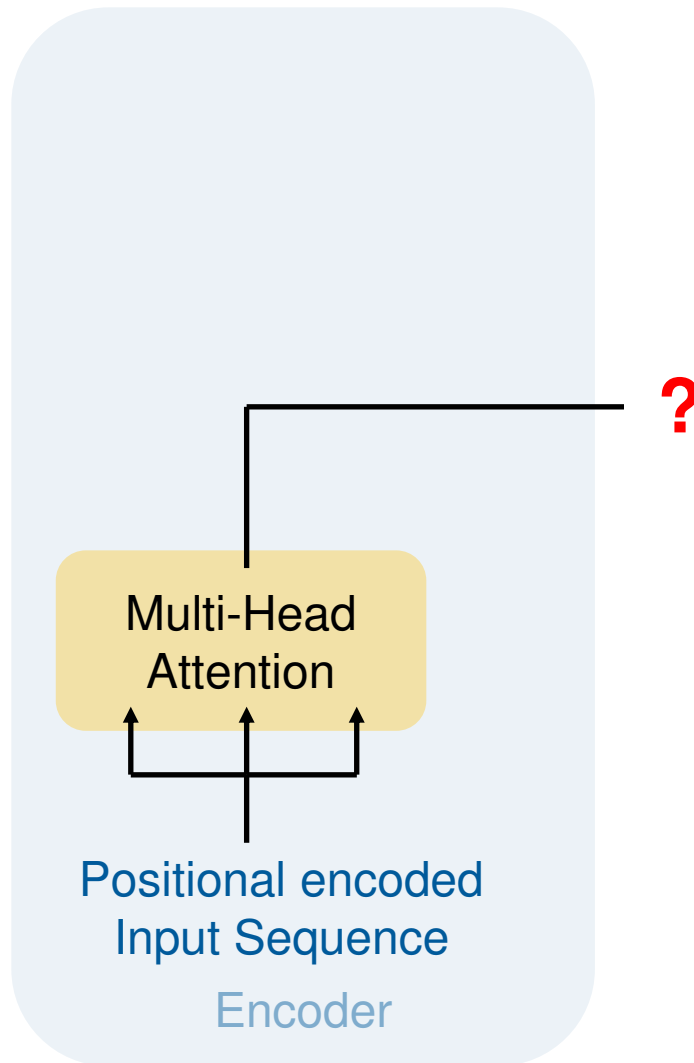 ?
Multi-Head
Attention
Positional encoded
Input Sequence
Encoder